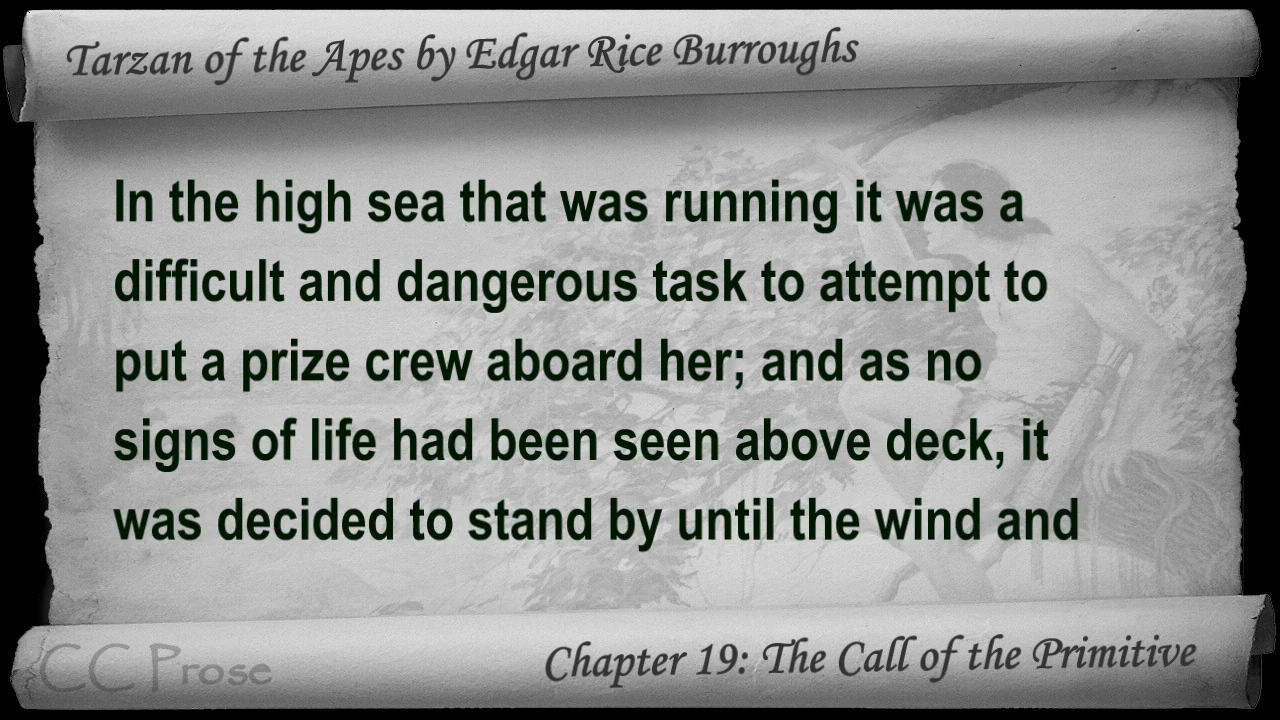 Tarzan of the Apes by Edgar Rice Burroughs
In the high sea that was running it was a
difficult and dangerous task to attempt to
put a prize crew aboard her; and as no
signs of life had been seen above deck, it
was decided to stand by until the wind and
CC Prose
Chapter 19: The Call of the Primitive